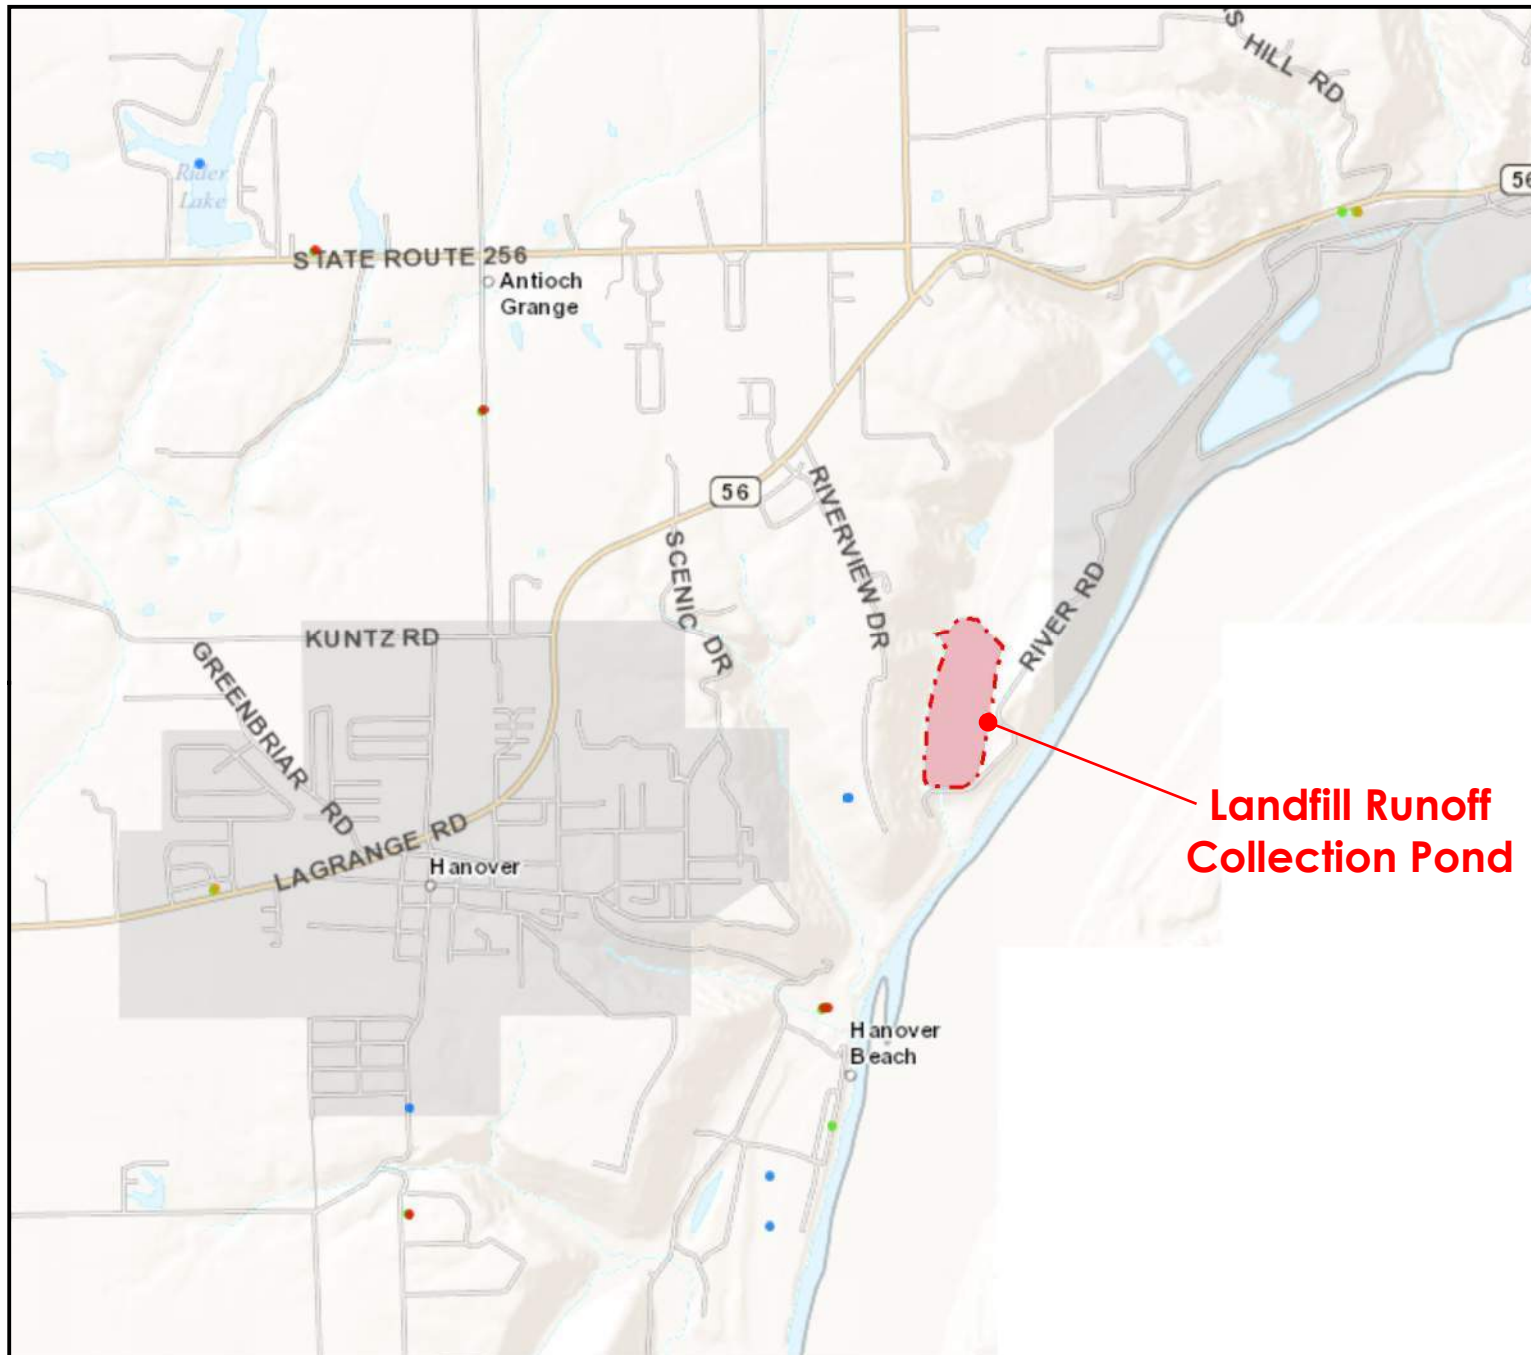 S HILL RD
56
Rider
Lake
STATE ROUTE 256
Antioch
Grange
56
RIVERVIEW DR
SCENIC DR
RIVER RD
KUNTZ RD
GREENBRIAR RD
LAGRANGE RD
Hanover
Landfill Runoff
Collection Pond
Hanover
Beach